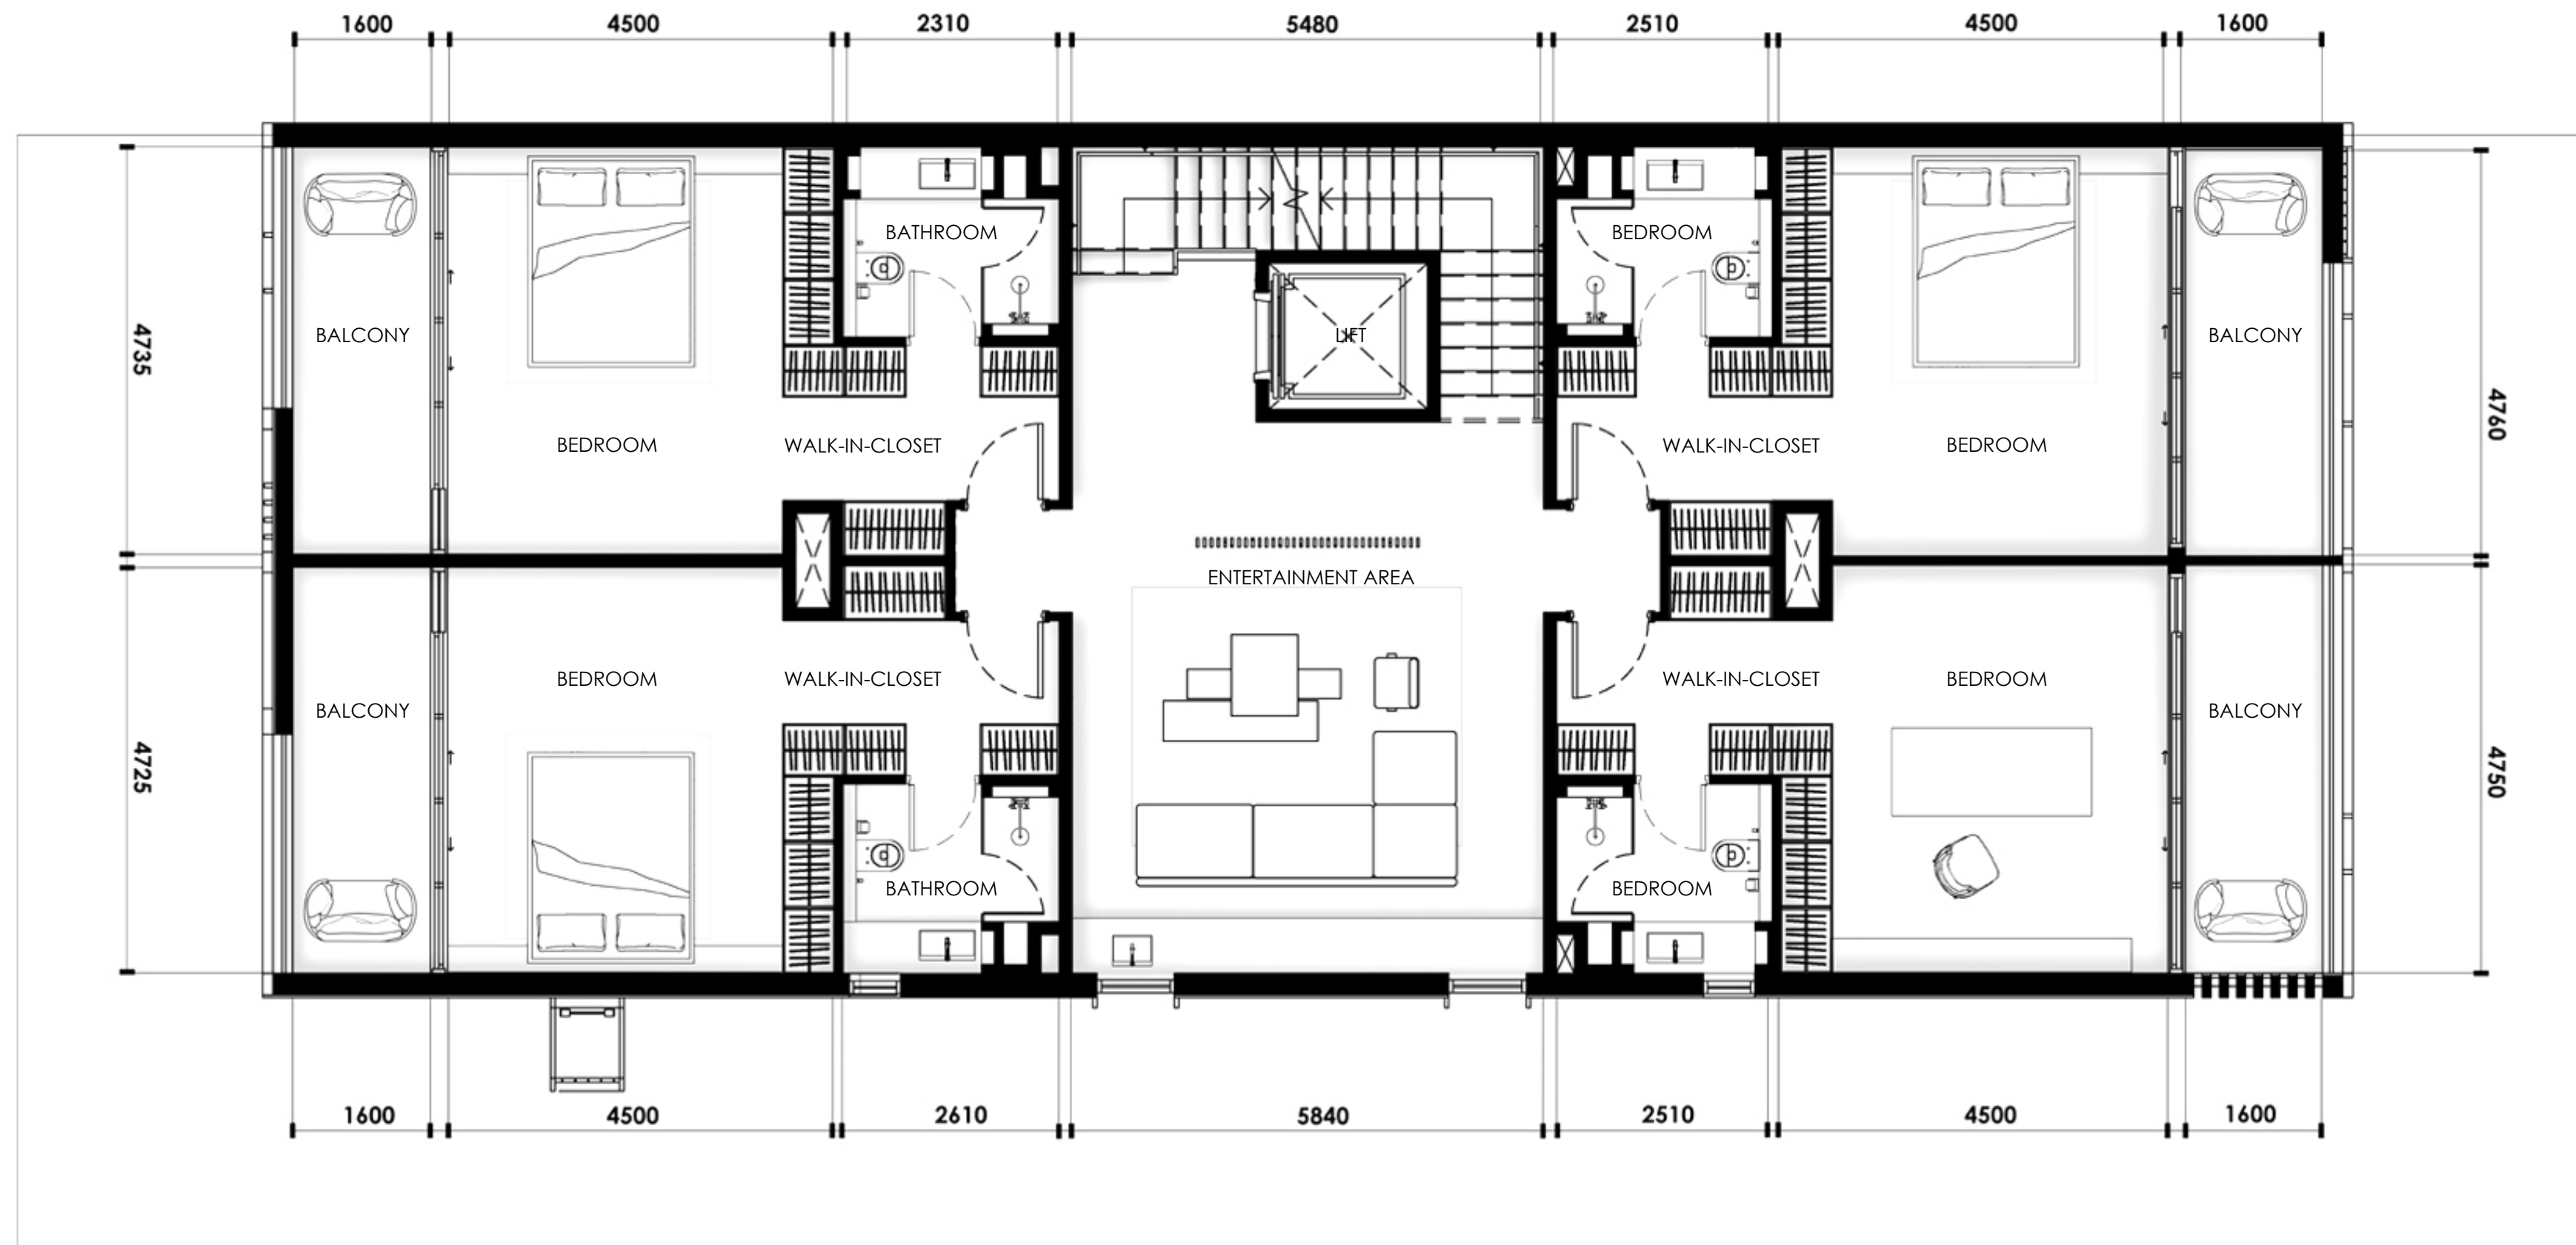 1600 4500 2310 5480 2510 4500 1600
BATHROOM BEDROOM
BALCONY LIFT BALCONY
4735 4760
BEDROOM WALK-IN-CLOSET WALK-IN-CLOSET BEDROOM
ENTERTAINMENT AREA
BEDROOM WALK-IN-CLOSET WALK-IN-CLOSET BEDROOM
BALCONY BALCONY
4725 4750
BATHROOM BEDROOM
1600 4500 2610 5840 2510 4500 1600